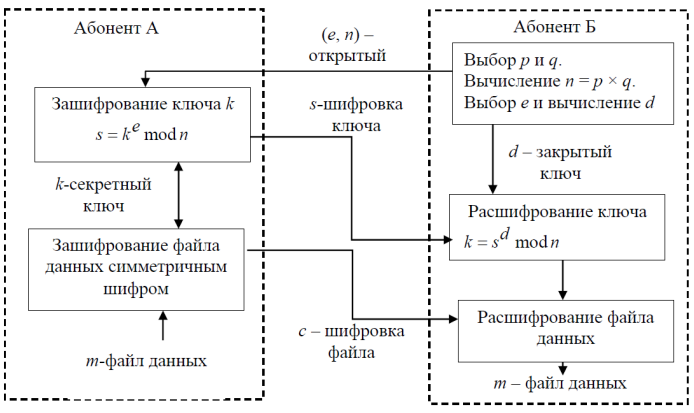 Абонент А
Зашифрование ключа k
s = k^e mod n
k-секретный
ключ
Зашифрование файла
данных симметричным
шифром
m-файл данных
(e, n) –
открытый
s-шифровка
ключа
c – шифровка
файла
Абонент Б
Выбор p и q.
Вычисление n = p × q.
Выбор e и вычисление d
d – закрытый
ключ
Расшифрование ключа
k = s^d mod n
Расшифрование файла
данных
m – файл данных